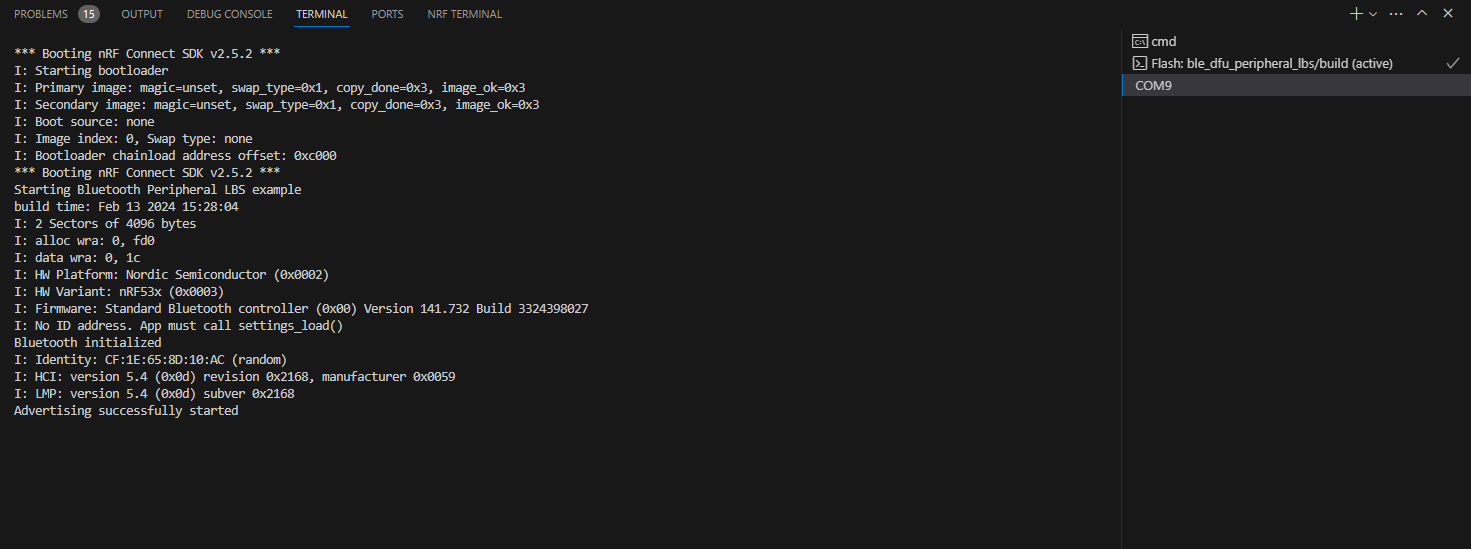 PROBLEMS 15 OUTPUT DEBUG CONSOLE TERMINAL PORTS NRF TERMINAL
*** Booting nRF Connect SDK v2.5.2 ***
I: Starting bootloader
I: Primary image: magic=unset, swap_type=0x1, copy_done=0x3, image_ok=0x3
I: Secondary image: magic=unset, swap_type=0x1, copy_done=0x3, image_ok=0x3
I: Boot source: none
I: Image index: 0, Swap type: none
I: Bootloader chainload address offset: 0xc000
*** Booting nRF Connect SDK v2.5.2 ***
Starting Bluetooth Peripheral LBS example
build time: Feb 13 2024 15:28:04
I: 2 Sectors of 4096 bytes
I: alloc wra: 0, fd0
I: data wra: 0, 1c
I: HW Platform: Nordic Semiconductor (0x0002)
I: HW Variant: nRF53x (0x0003)
I: Firmware: Standard Bluetooth controller (0x00) Version 141.732 Build 3324398027
I: No ID address. App must call settings_load()
Bluetooth initialized
I: Identity: CF:1E:65:8D:10:AC (random)
I: HCI: version 5.4 (0x0d) revision 0x2168, manufacturer 0x0059
I: LMP: version 5.4 (0x0d) subver 0x2168
Advertising successfully started
cmd
Flash: ble_dfu_peripheral_lbs/build (active)
COM9